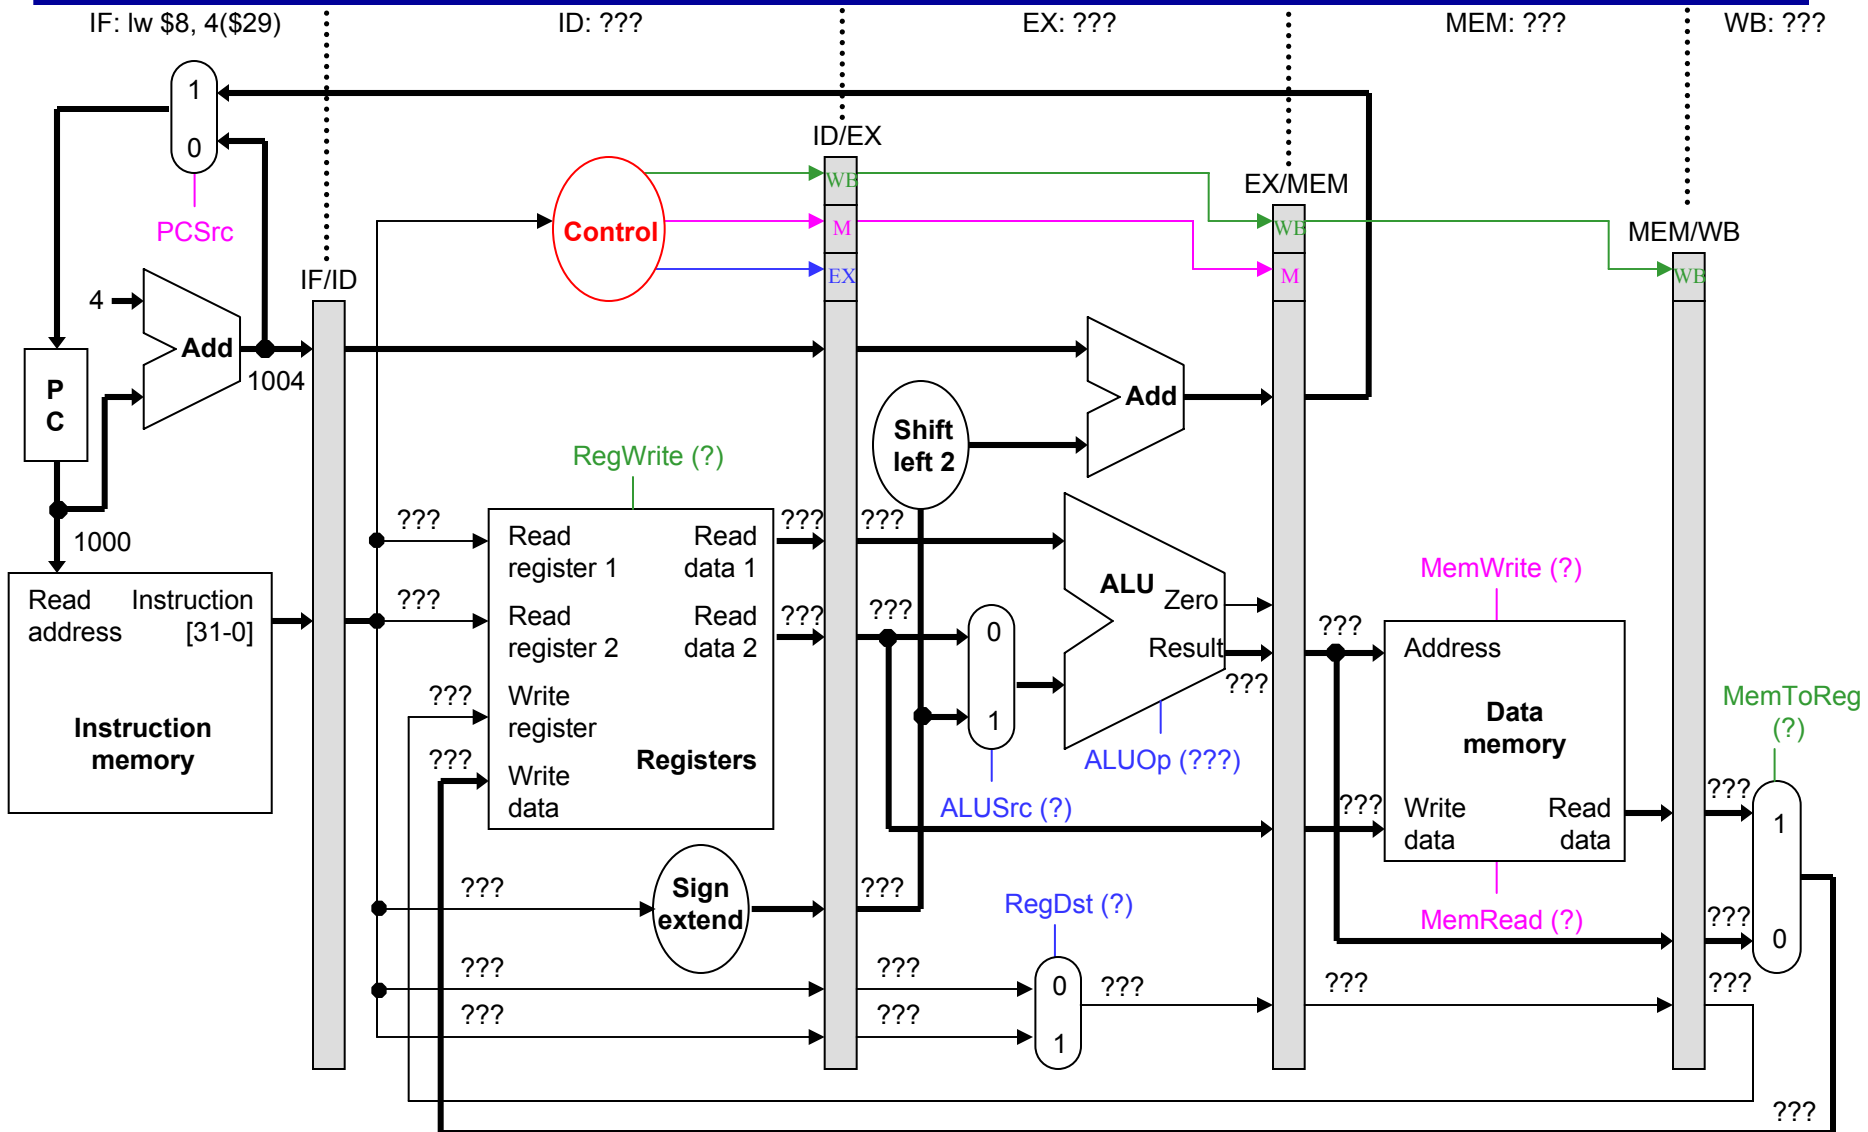 IF: lw $8, 4($29)
ID: ???
EX: ???
MEM: ???
WB: ???
1
0
PCSrc
ID/EX
WB
M
EX
Control
EX/MEM
WB
M
MEM/WB
WB
IF/ID
4
Add
1004
P
C
1000
Add
Shift
left 2
RegWrite (?)
???
???
???
???
Read
register 1
Read
register 2
Write
register
Write
data
Read
data 1
Read
data 2
Registers
???
???
???
???
0
1
ALUSrc (?)
ALU
Zero
Result
???
ALUOp (???)
???
MemWrite (?)
Address
Data
memory
???
Write
data
Read
data
MemRead (?)
MemToReg
(?)
???
1
???
0
Read
address
Instruction
[31-0]
Instruction
memory
???
Sign
extend
???
RegDst (?)
???
???
0
???
???
???
???
???
1
???